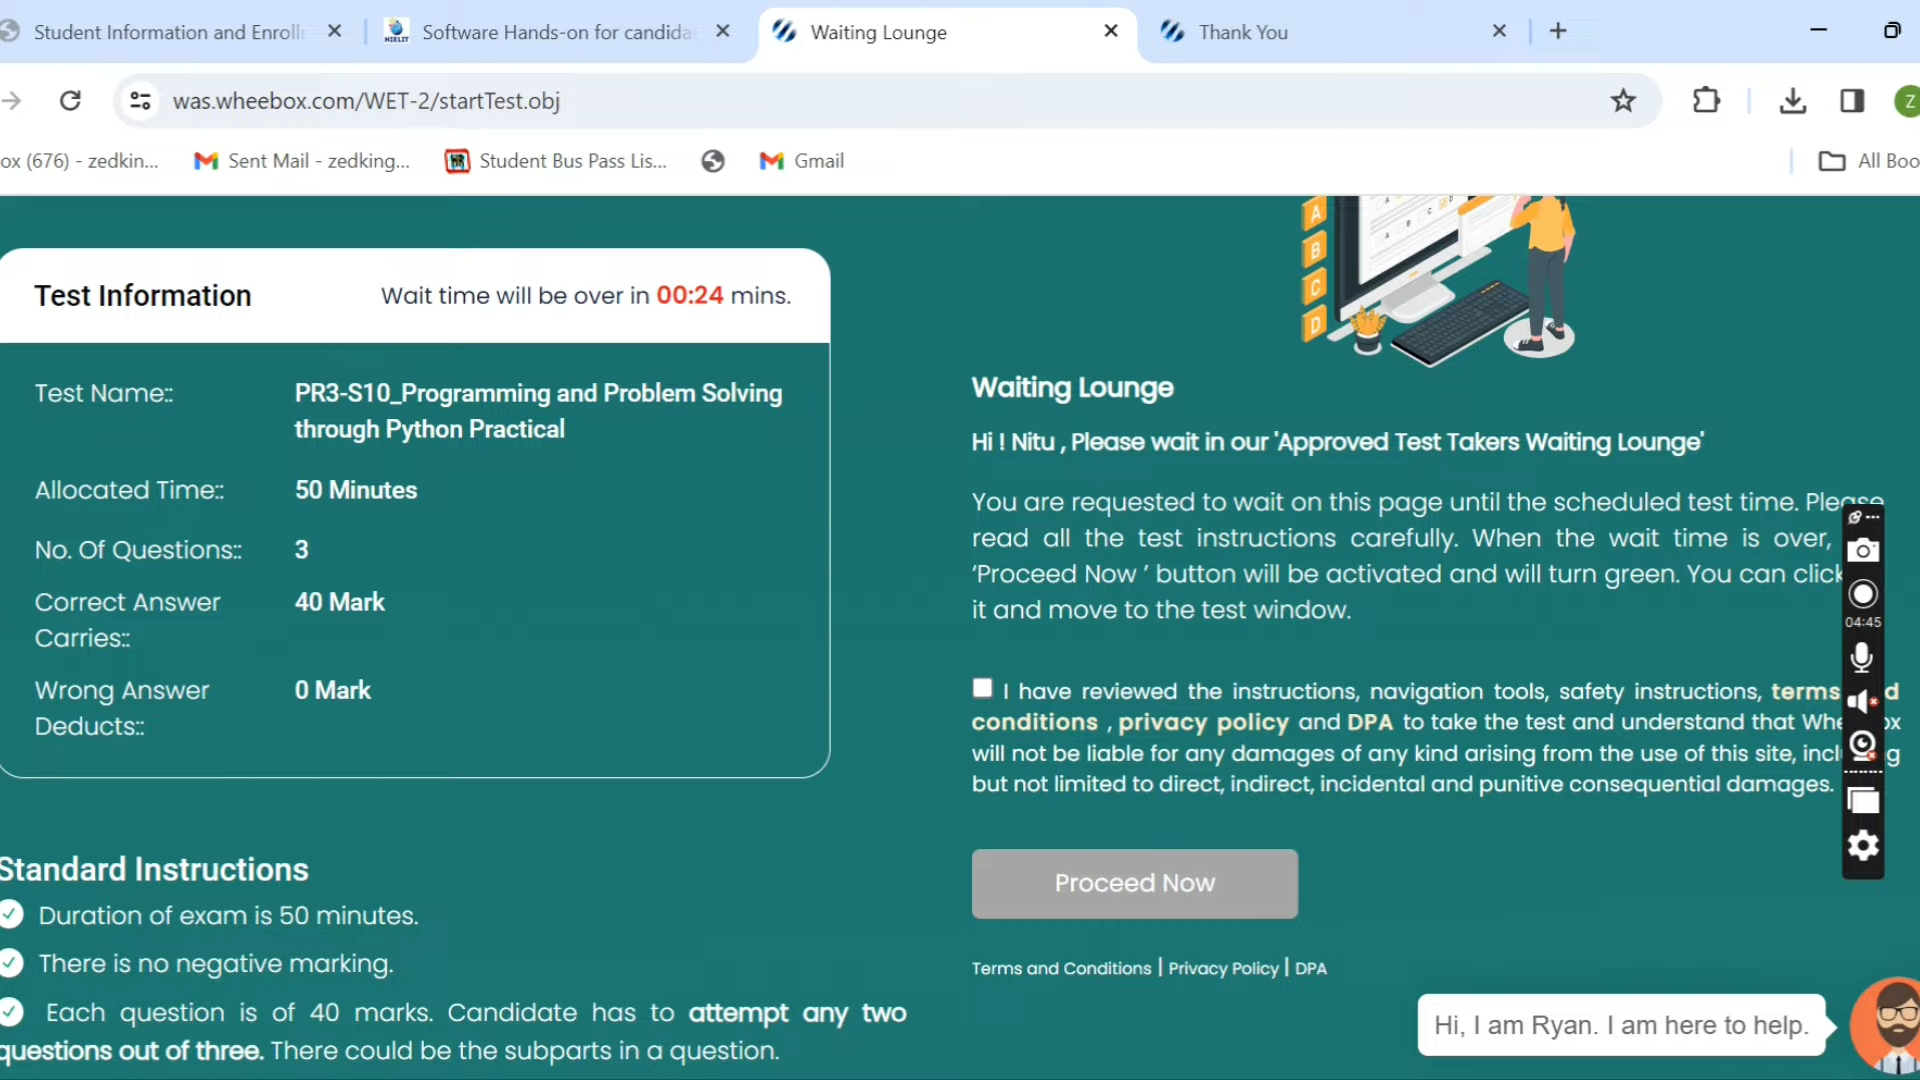 Student Information and Enroll
NIELIT
Software Hands-on for candida
Waiting Lounge
Thank You
was.wheebox.com/WET-2/startTest.obj
Z
ox (676) - zedkin...
Sent Mail - zedking...
Student Bus Pass Lis...
Gmail
All Boo
Test Information
Wait time will be over in 00:24 mins.
Test Name::
PR3-S10_Programming and Problem Solving
through Python Practical
Allocated Time::
50 Minutes
No. Of Questions::
3
Correct Answer
Carries::
40 Mark
Wrong Answer
Deducts::
0 Mark
Standard Instructions
Duration of exam is 50 minutes.
There is no negative marking.
Each question is of 40 marks. Candidate has to attempt any two
questions out of three. There could be the subparts in a question.
A
B
C
D
Waiting Lounge
Hi ! Nitu , Please wait in our 'Approved Test Takers Waiting Lounge'
You are requested to wait on this page until the scheduled test time. Please
read all the test instructions carefully. When the wait time is over,
‘Proceed Now ’ button will be activated and will turn green. You can click
it and move to the test window.
I have reviewed the instructions, navigation tools, safety instructions, terms d
conditions , privacy policy and DPA to take the test and understand that Whe ox
will not be liable for any damages of any kind arising from the use of this site, incl g
but not limited to direct, indirect, incidental and punitive consequential damages.
Proceed Now
Terms and Conditions | Privacy Policy | DPA
04:45
Hi, I am Ryan. I am here to help.